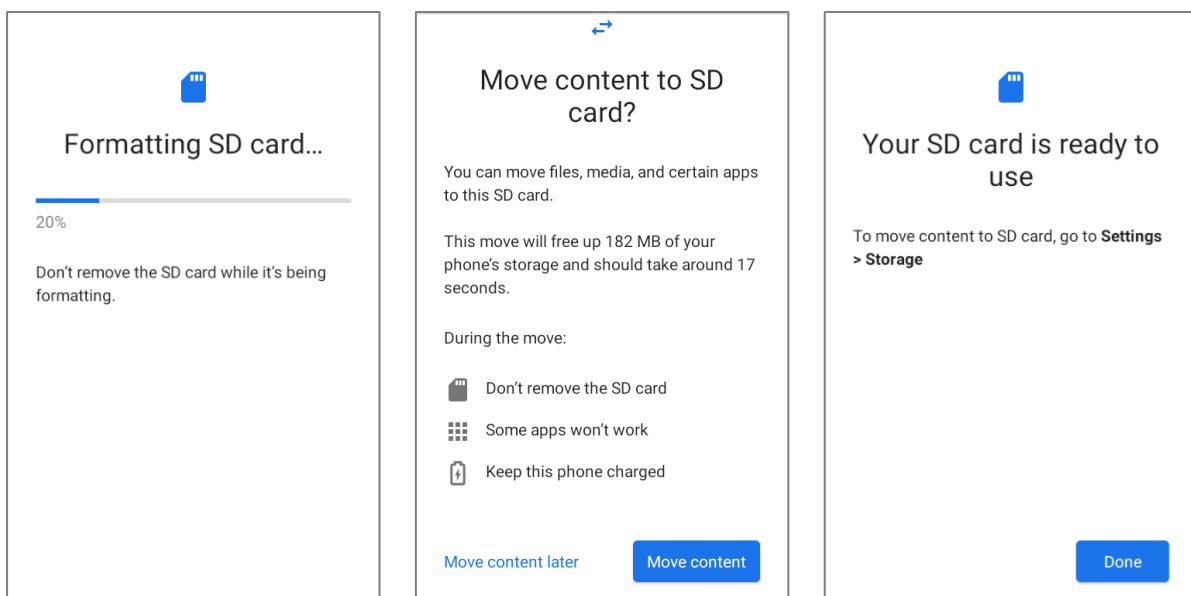 Formatting SD card…
20%
Don't remove the SD card while it's being
formatting.
Move content to SD
card?
You can move files, media, and certain apps
to this SD card.
This move will free up 182 MB of your
phone's storage and should take around 17
seconds.
During the move:
Don't remove the SD card
Some apps won't work
Keep this phone charged
Move content later
Move content
Your SD card is ready to
use
To move content to SD card, go to Settings
> Storage
Done